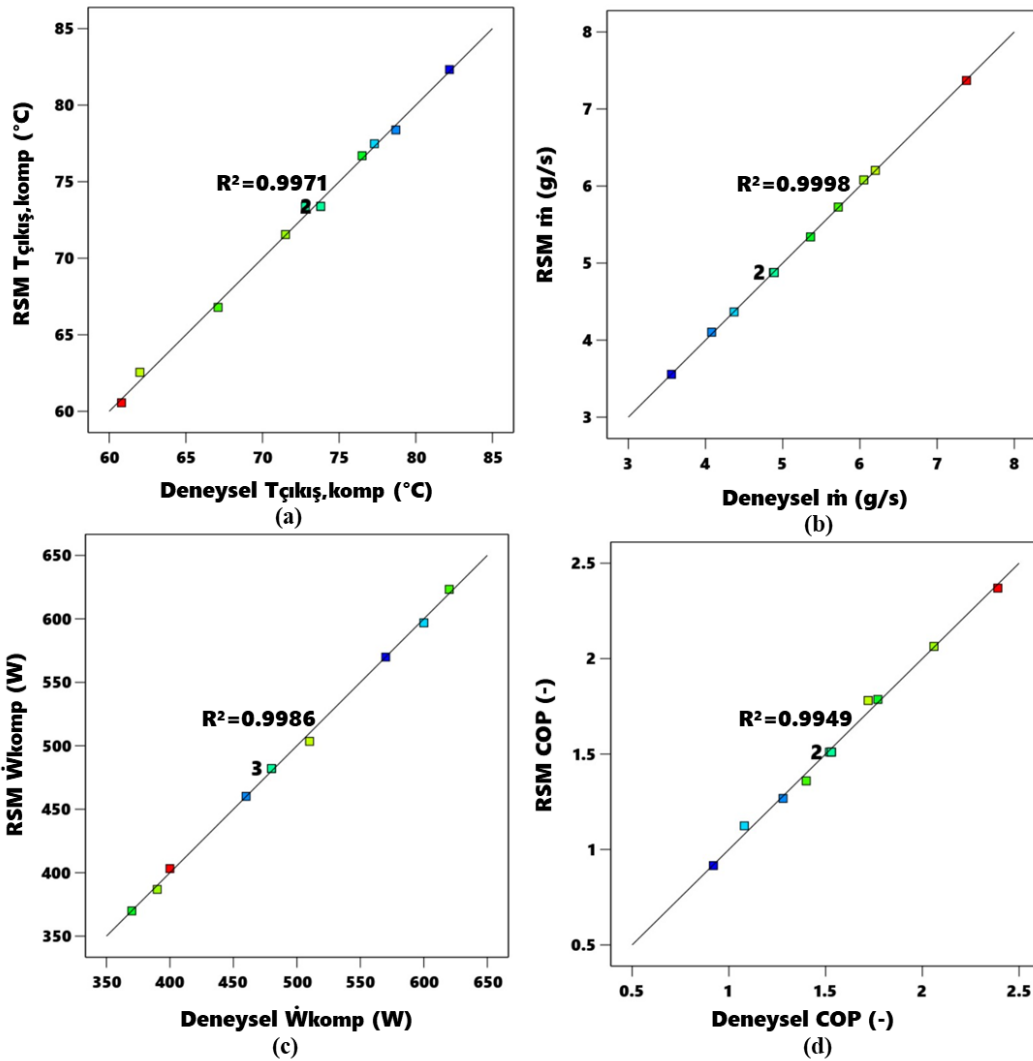 85
80
75
70
65
60
RSM Tçıkış,komp (°C)
R²=0.9971
2
60 65 70 75 80 85
Deneysel Tçıkış,komp (°C)
(a)
8
7
6
5
4
3
RSM ṁ (g/s)
R²=0.9998
2
3 4 5 6 7 8
Deneysel ṁ (g/s)
(b)
650
600
550
500
450
400
350
RSM Ẇkomp (W)
R²=0.9986
3
350 400 450 500 550 600 650
Deneysel Ẇkomp (W)
(c)
2.5
2
1.5
1
0.5
RSM COP (-)
R²=0.9949
2
0.5 1 1.5 2 2.5
Deneysel COP (-)
(d)